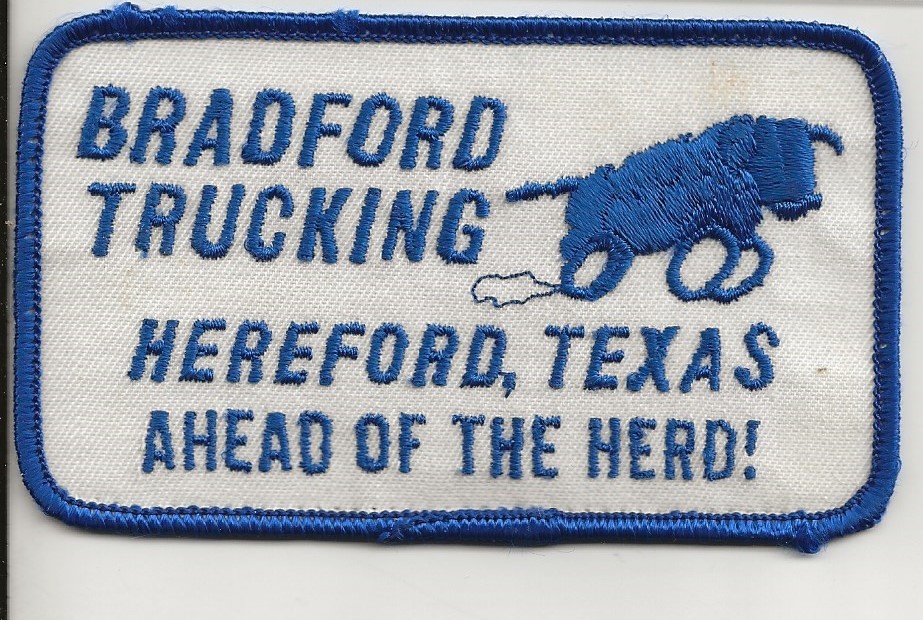 BRADFORD
TRUCKING
HEREFORD, TEXAS
AHEAD OF THE HERD!